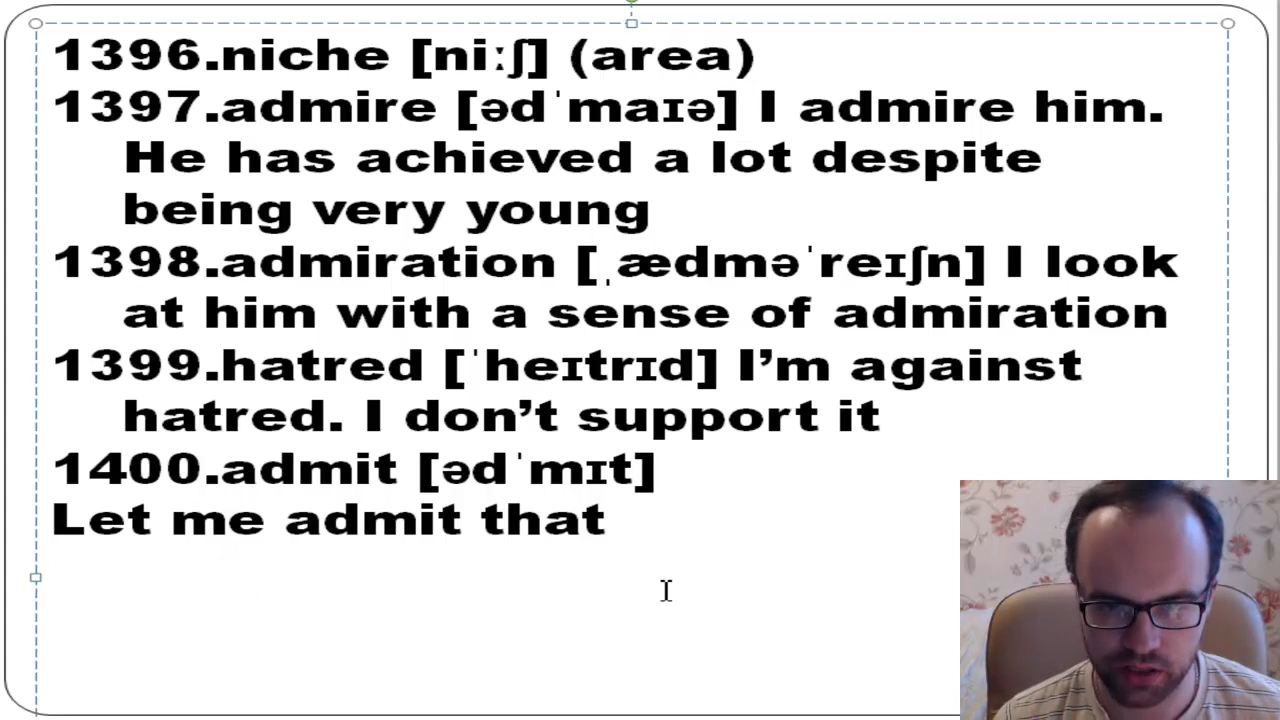 1396.niche [niːʃ] (area)
1397.admire [ədˈmaɪə] I admire him.
He has achieved a lot despite
being very young
1398.admiration [ˌædməˈreɪʃn] I look
at him with a sense of admiration
1399.hatred [ˈheɪtrɪd] I’m against
hatred. I don’t support it
1400.admit [ədˈmɪt]
Let me admit that